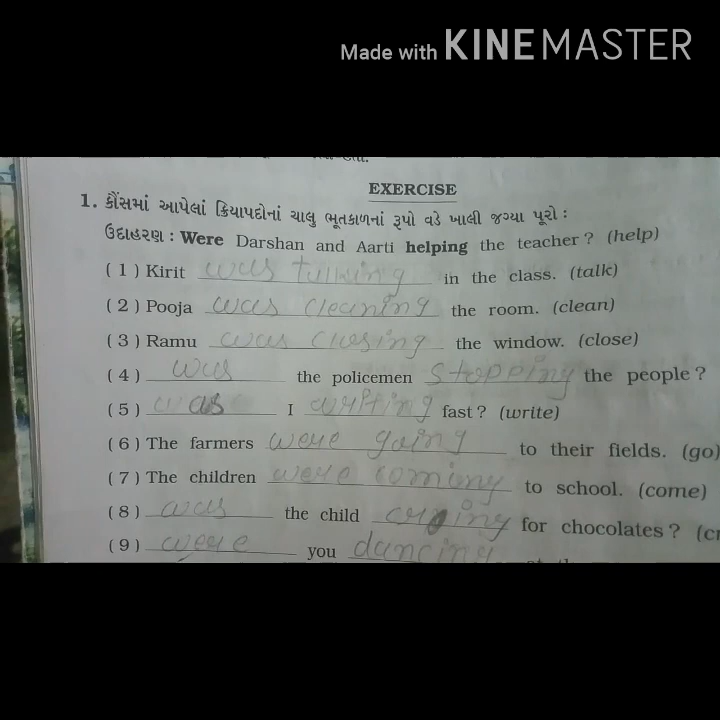 Made with KINEMASTER
EXERCISE
1. કૌંસમાં આપેલાં ક્રિયાપદોનાં ચાલુ ભૂતકાળનાં રૂપો વડે ખાલી જગ્યા પૂરો :
ઉદાહરણ : Were Darshan and Aarti helping the teacher? (help)
(1) Kirit was talking in the class. (talk)
(2) Pooja was cleaning the room. (clean)
(3) Ramu was closing the window. (close)
(4) was the policemen stopping the people?
(5) was I writing fast? (write)
(6) The farmers were going to their fields. (go)
(7) The children were coming to school. (come)
(8) was the child crying for chocolates?
(9) were you dancing